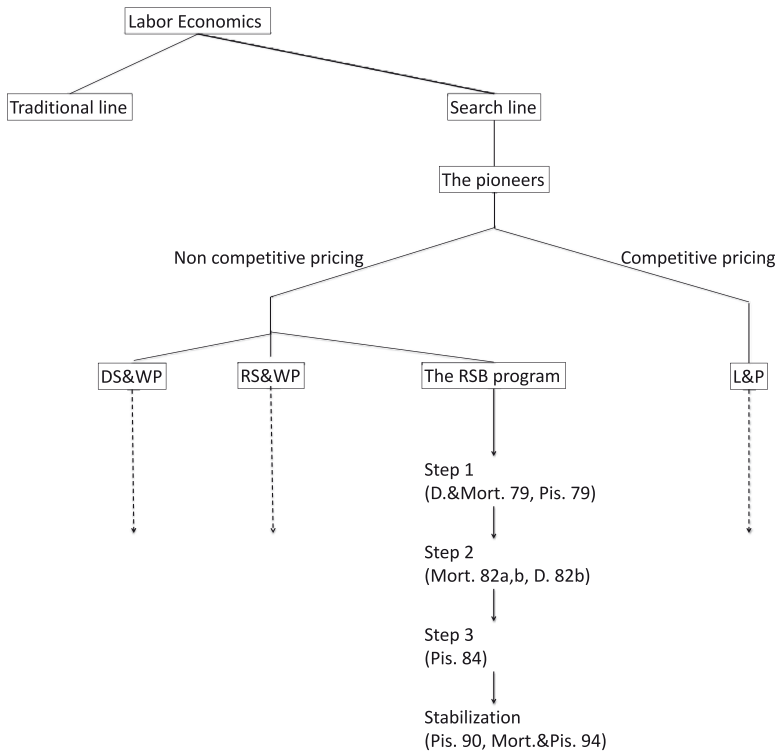 Labor Economics
Traditional line
Search line
The pioneers
Non competitive pricing
Competitive pricing
DS&WP
RS&WP
The RSB program
L&P
Step 1
(D.&Mort. 79, Pis. 79)
Step 2
(Mort. 82a,b, D. 82b)
Step 3
(Pis. 84)
Stabilization
(Pis. 90, Mort.&Pis. 94)